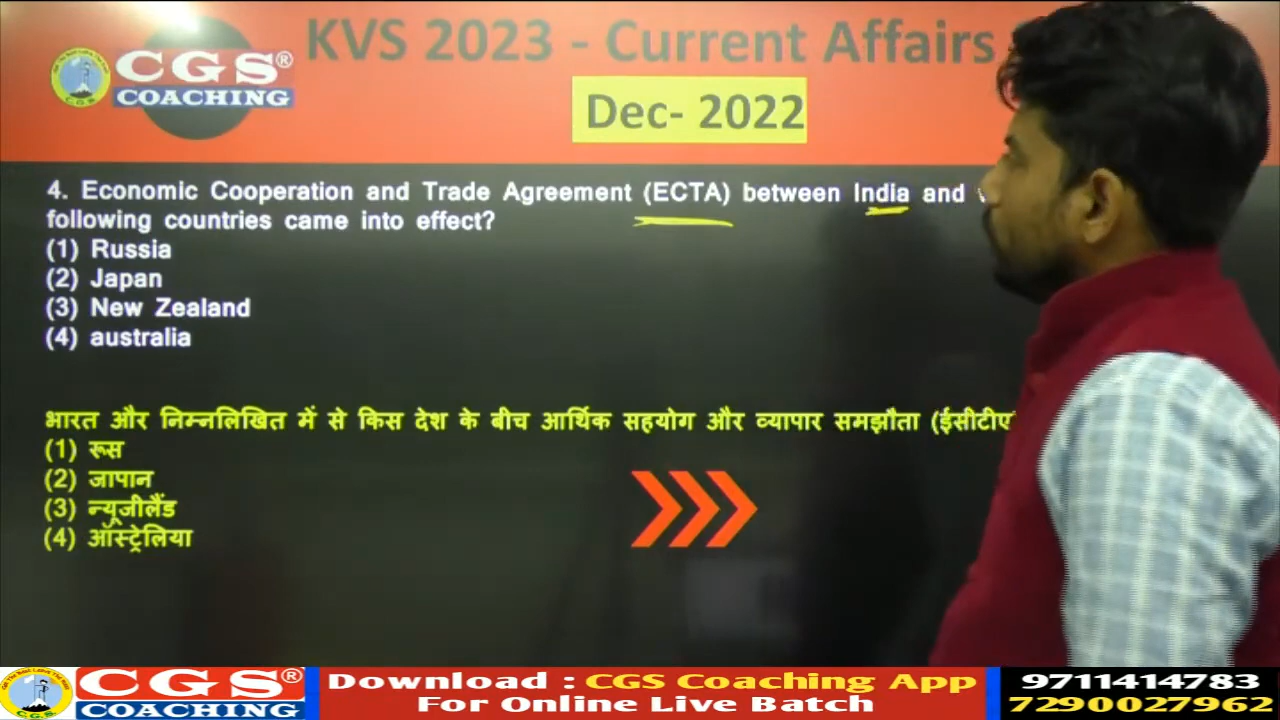 KVS 2023 - Current Affairs
CGS®
COACHING
Dec- 2022
4. Economic Cooperation and Trade Agreement (ECTA) between India and
following countries came into effect?
(1) Russia
(2) Japan
(3) New Zealand
(4) australia
भारत और निम्नलिखित में से किस देश के बीच आर्थिक सहयोग और व्यापार समझौता (ईसीटीए
(1) रूस
(2) जापान
(3) न्यूजीलैंड
(4) ऑस्ट्रेलिया
CGS®
COACHING
Download : CGS Coaching App
For Online Live Batch
9711414783
7290027962